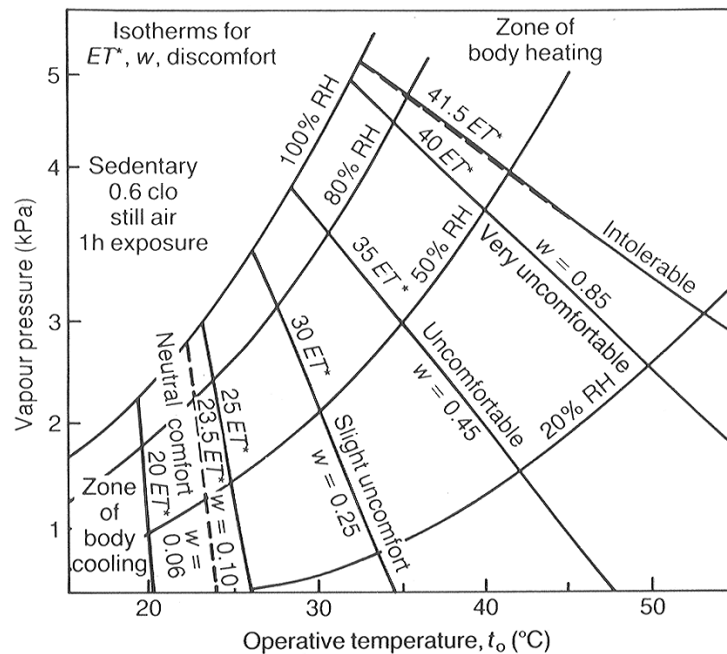 Isotherms for
ET*, w, discomfort
Zone of
body heating
Sedentary
0.6 clo
still air
1h exposure
100% RH
80% RH
50% RH
20% RH
41.5 ET*
40 ET*
35 ET*
30 ET*
25 ET*
23.5 ET*
20 ET*
Intolerable
w = 0.85
Very uncomfortable
Uncomfortable
w = 0.45
Slight uncomfort
w = 0.25
w = 0.10
Neutral
comfort w =
0.06
Zone
of
body
cooling
5
4
3
2
1
Vapour pressure (kPa)
20
30
40
50
Operative temperature, to (°C)